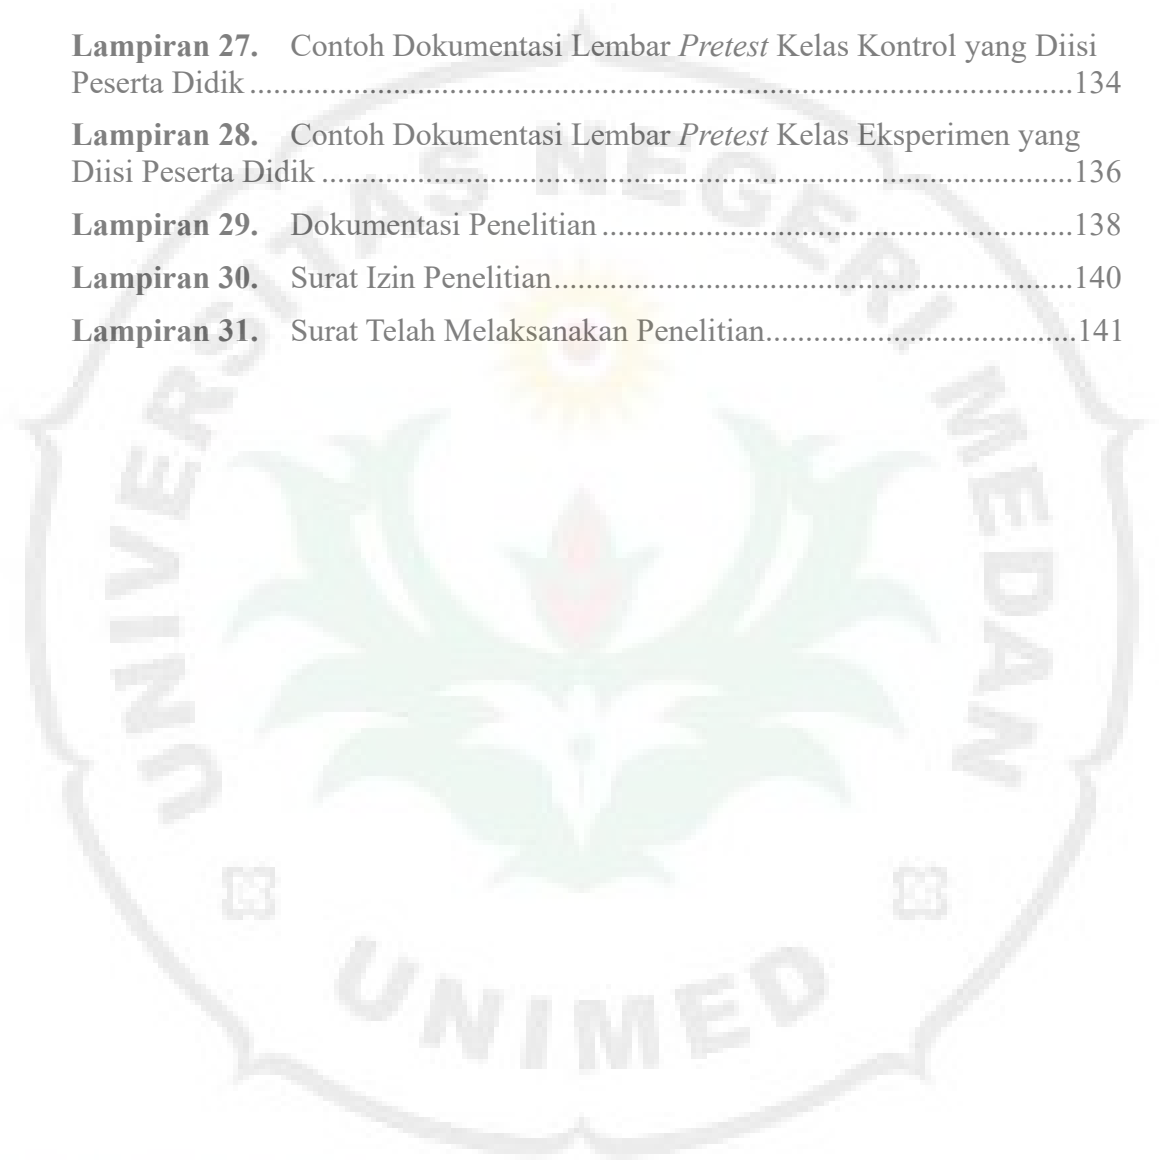 Lampiran 27. Contoh Dokumentasi Lembar Pretest Kelas Kontrol yang Diisi
Peserta Didik.......................................................................................................134
Lampiran 28. Contoh Dokumentasi Lembar Pretest Kelas Eksperimen yang
Diisi Peserta Didik..............................................................................................136
Lampiran 29. Dokumentasi Penelitian...........................................................138
Lampiran 30. Surat Izin Penelitian.................................................................140
Lampiran 31. Surat Telah Melaksanakan Penelitian.......................................141
UNIVERSITAS NEGERI MEDAN
UNIMED